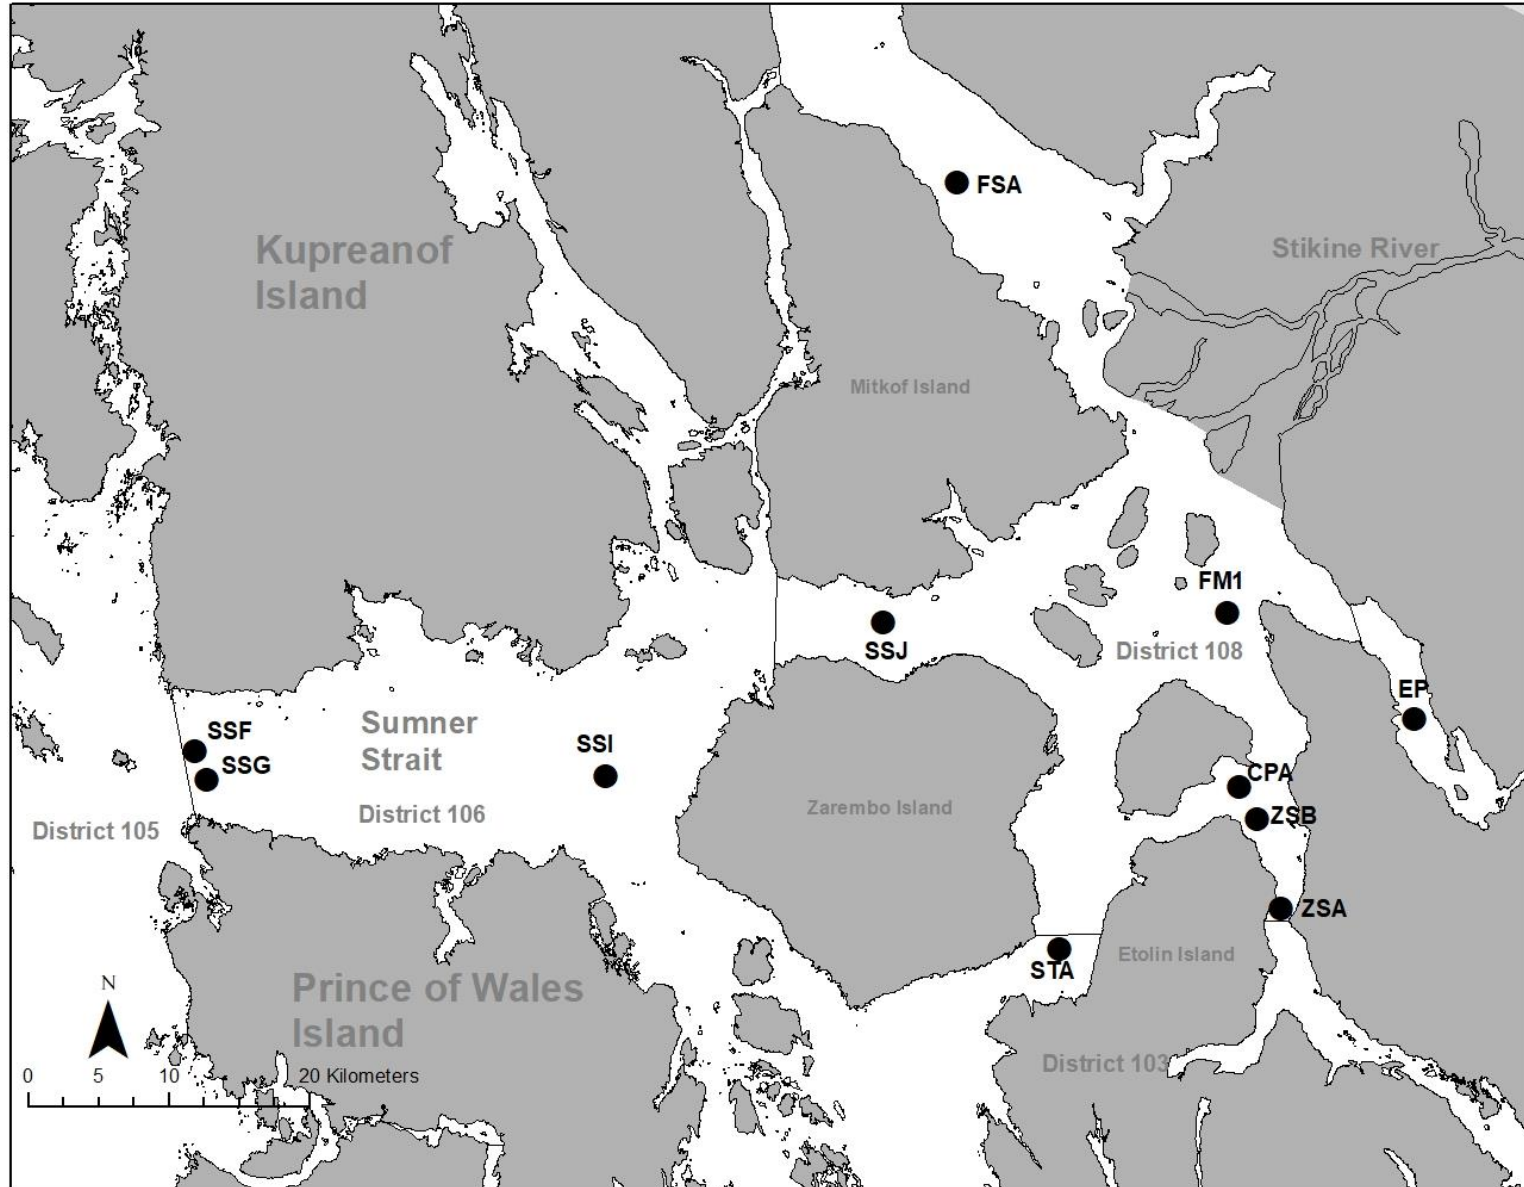 FSA
Kupreanof
Island
Stikine River
Mitkof Island
FM1
SSJ
District 108
EP
SSF
SSG
Sumner
Strait
SSI
CPA
District 106
Zarembo Island
ZSB
District 105
ZSA
STA
Etolin Island
Prince of Wales
Island
N
District 103
0 5 10 20 Kilometers